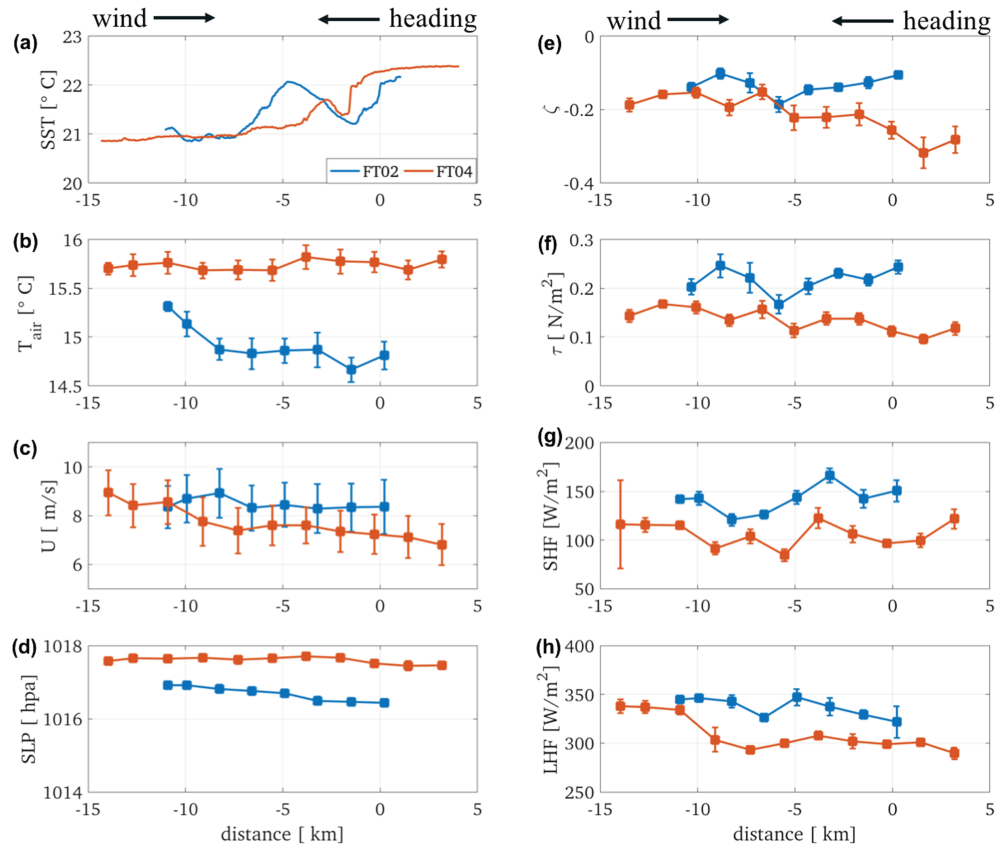 wind heading wind heading
(a)
23
22
21
20
SST [° C]
FT02 FT04
-15 -10 -5 0 5
(e)
0
-0.2
-0.4
ζ
-15 -10 -5 0 5
(b)
16
15.5
15
14.5
Tair [° C]
-15 -10 -5 0 5
(f)
0.3
0.2
0.1
0
τ [ N/m2]
-15 -10 -5 0 5
(c)
10
8
6
U [ m/s]
-15 -10 -5 0 5
(g)
200
150
100
50
SHF [W/m2]
-15 -10 -5 0 5
(d)
1018
1016
1014
SLP [ hpa]
-15 -10 -5 0 5
distance [ km]
(h)
400
350
300
250
LHF [W/m2]
-15 -10 -5 0 5
distance [ km]